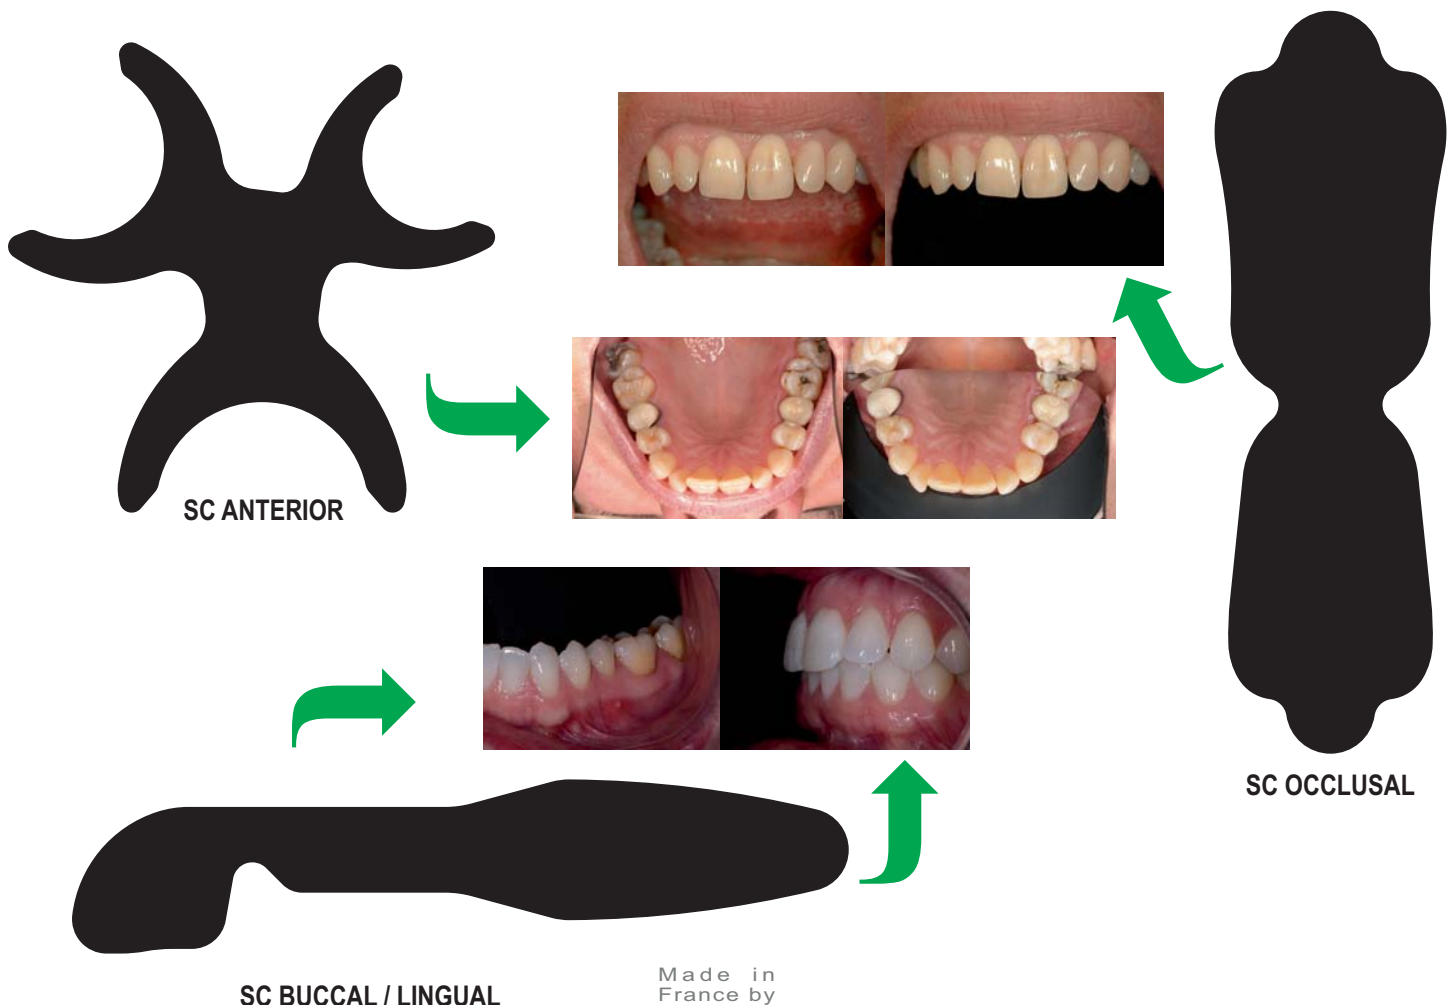 SC ANTERIOR
SC OCCLUSAL
SC BUCCAL / LINGUAL
Made in
France by